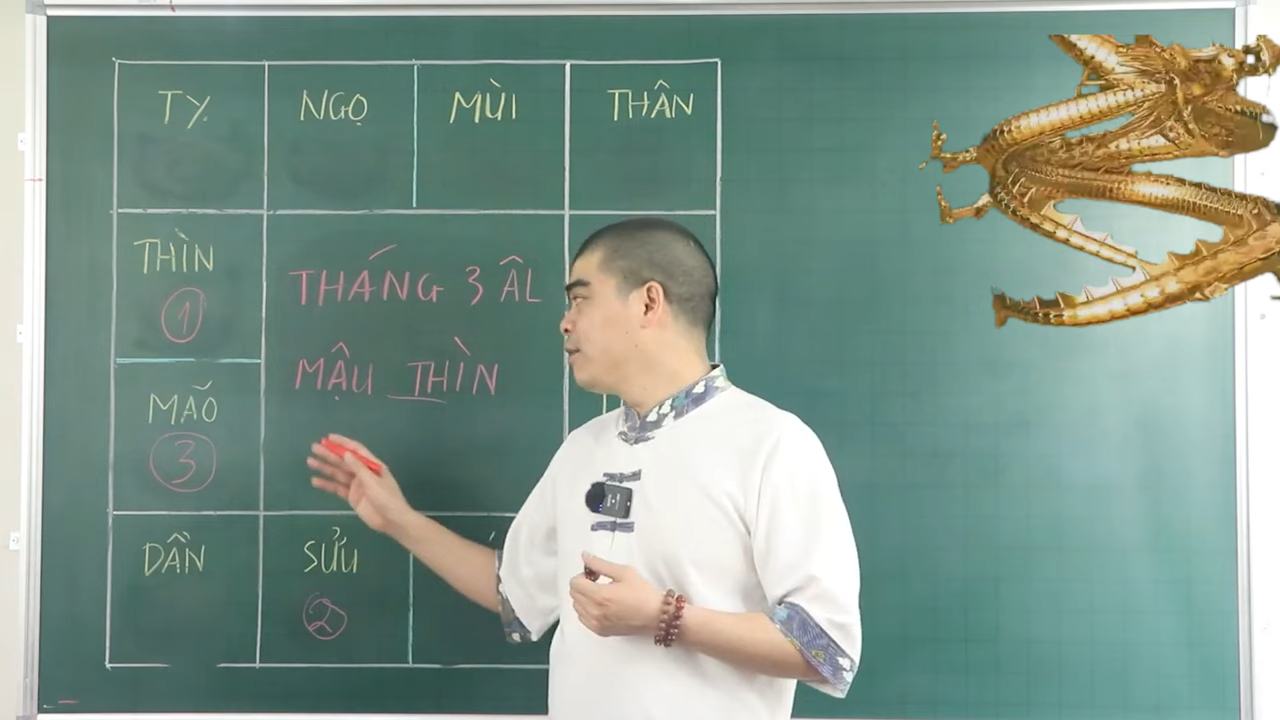 TỴ NGỌ MÙI THÂN
THÌN
1
THÁNG 3 ÂL
MẬU THÌN
MÃO
3
DẦN SỬU
2